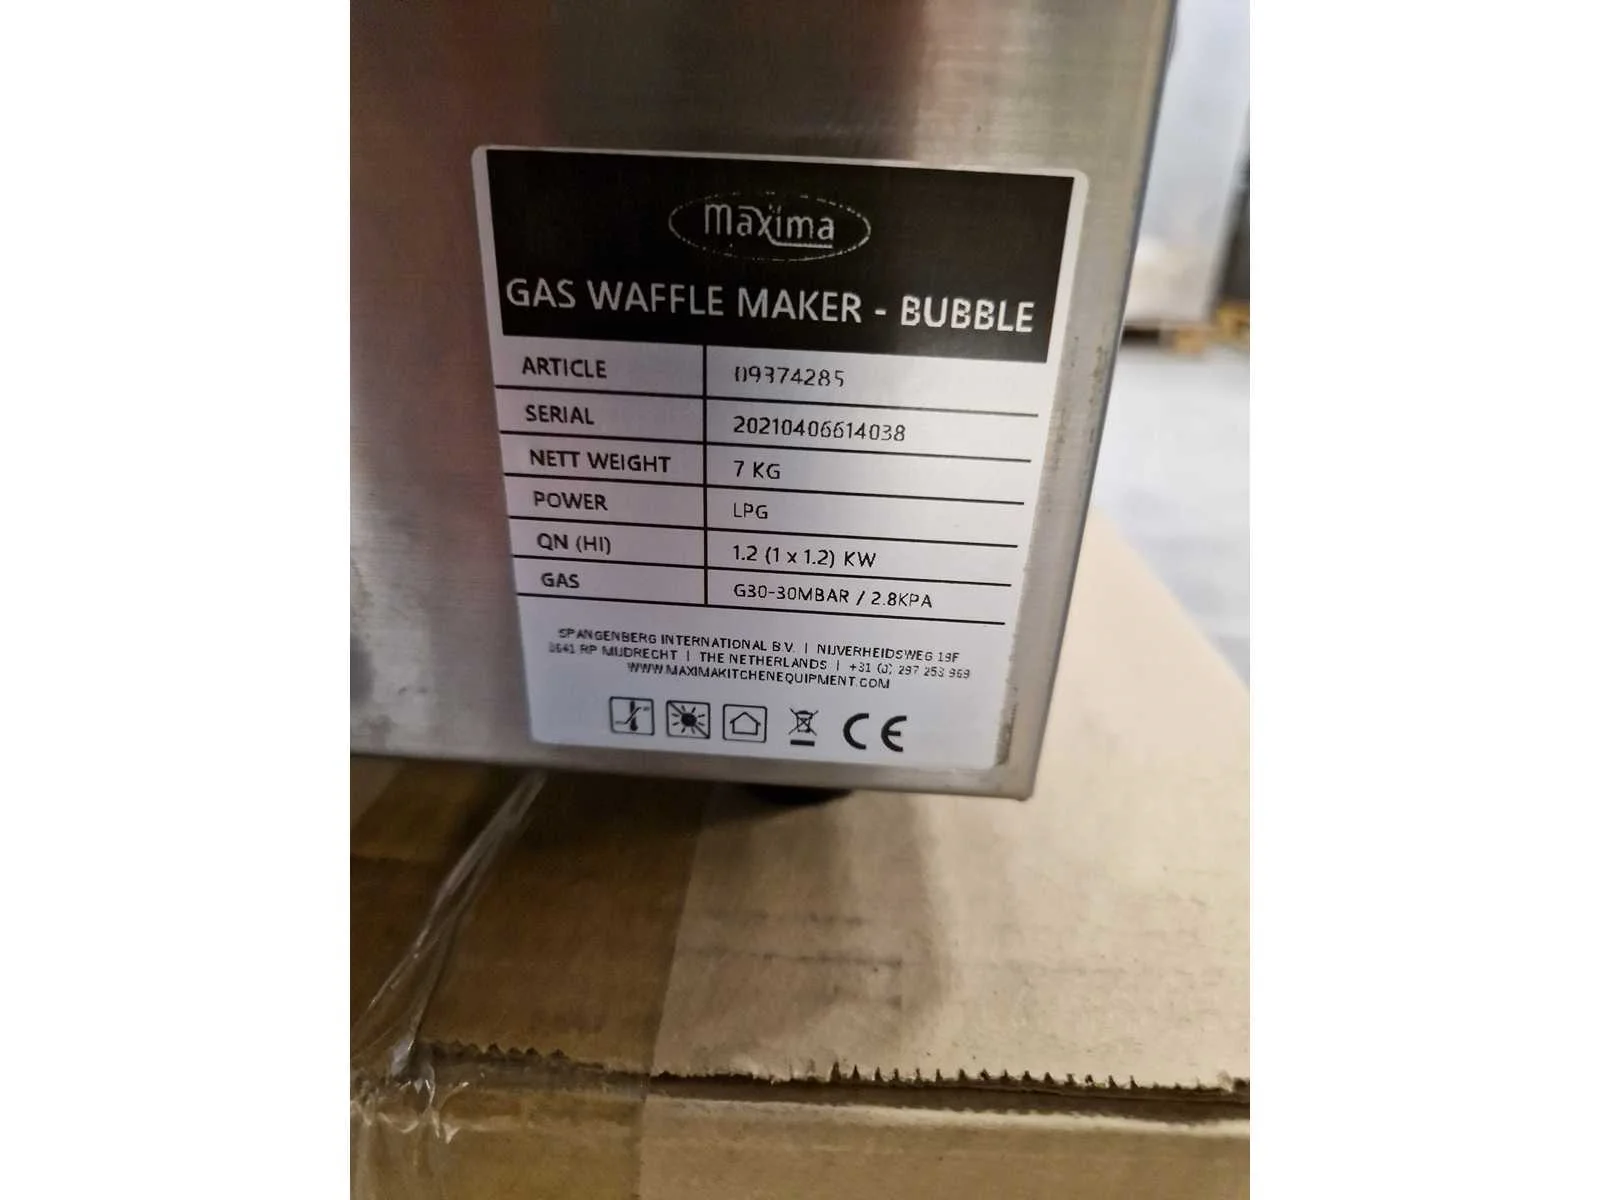 maxima
GAS WAFFLE MAKER - BUBBLE
ARTICLE 09374285
SERIAL 20210406614038
NETT WEIGHT 7 KG
POWER LPG
QN (HI) 1.2 (1 x 1.2) KW
GAS G30-30MBAR / 2.8KPA
SPANGENBERG INTERNATIONAL B.V. | NIJVERHEIDSWEG 19F
3641 RP MIJDRECHT | THE NETHERLANDS | +31 (0) 297 253 969
WWW.MAXIMAKITCHENEQUIPMENT.COM
CE